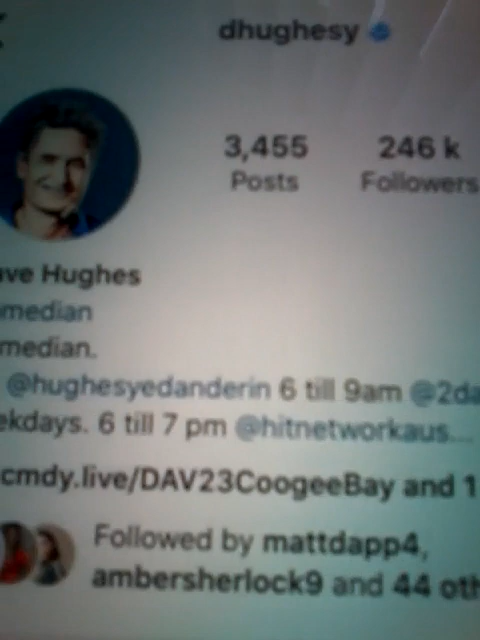 dhughesy
3,455
246 k
Posts
Followers
ve Hughes
median
median.
@hughesyedanderin 6 till 9am @2da
ekdays. 6 till 7 pm @hitnetworkaus...
cmdy.live/DAV23CoogeeBay and 1
Followed by mattdapp4,
ambersherlock9 and 44 oth